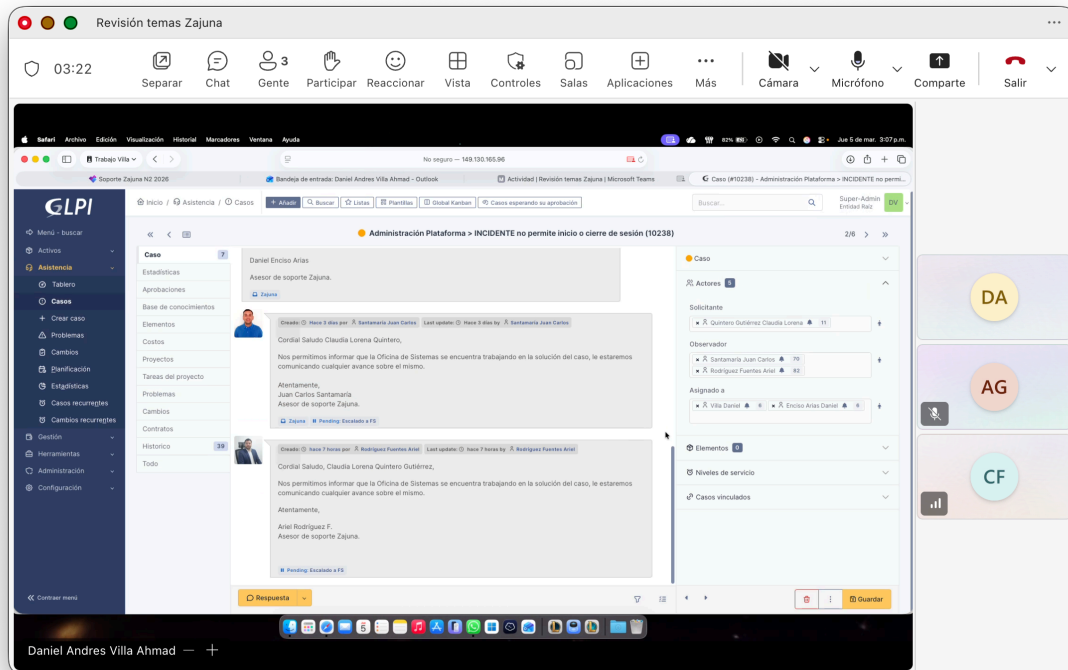 Revisión temas Zajuna
03:22
Separar
Chat
3
Gente
Participar
Reaccionar
Vista
Controles
Salas
Aplicaciones
Más
Cámara
Micrófono
Comparte
Salir
Safari Archivo Edición Visualización Historial Marcadores Ventana Ayuda
82% Jue 5 de mar. 3:07 p.m.
Trabajo Villa
No seguro — 149.130.165.96
Soporte Zajuna N2 2026
Bandeja de entrada: Daniel Andres Villa Ahmad – Outlook
Actividad | Revisión temas Zajuna | Microsoft Teams
Caso (#10238) - Administración Plataforma > INCIDENTE no permi...
GLPI
Inicio / Asistencia / Casos
+ Añadir
Buscar
Listas
Plantillas
Global Kanban
Casos esperando su aprobación
Buscar...
Super-Admin
Entidad Raíz
DV
Menú - buscar
Activos
Asistencia
Tablero
Casos
Crear caso
Problemas
Cambios
Planificación
Estadísticas
Casos recurrentes
Cambios recurrentes
Gestión
Herramientas
Administración
Configuración
Contraer menú
Administración Plataforma > INCIDENTE no permite inicio o cierre de sesión (10238)
2/6
Caso 7
Estadísticas
Aprobaciones
Base de conocimientos
Elementos
Costos
Proyectos
Tareas del proyecto
Problemas
Cambios
Contratos
Historico 39
Todo
Daniel Enciso Arias
Asesor de soporte Zajuna.
Zajuna
Creado: Hace 3 días por Santamaria Juan Carlos Last update: Hace 3 días by Santamaria Juan Carlos
Cordial Saludo Claudia Lorena Quintero,
Nos permitimos informar que la Oficina de Sistemas se encuentra trabajando en la solución del caso, le estaremos
comunicando cualquier avance sobre el mismo.
Atentamente,
Juan Carlos Santamaría
Asesor de soporte Zajuna.
Zajuna Pending: Escalado a FS
Creado: hace 7 horas por Rodríguez Fuentes Ariel Last update: hace 7 horas by Rodríguez Fuentes Ariel
Cordial Saludo, Claudia Lorena Quintero Gutiérrez,
Nos permitimos informar que la Oficina de Sistemas se encuentra trabajando en la solución del caso, le estaremos
comunicando cualquier avance sobre el mismo.
Atentamente,
Ariel Rodríguez F.
Asesor de soporte Zajuna.
Pending: Escalado a FS
Respuesta
Caso
Actores 5
Solicitante
Quintero Gutiérrez Claudia Lorena 11
Observador
Santamaria Juan Carlos 70
Rodríguez Fuentes Ariel 92
Asignado a
Villa Daniel 6 Enciso Arias Daniel 6
Elementos 0
Niveles de servicio
Casos vinculados
Guardar
DA
AG
CF
Daniel Andres Villa Ahmad